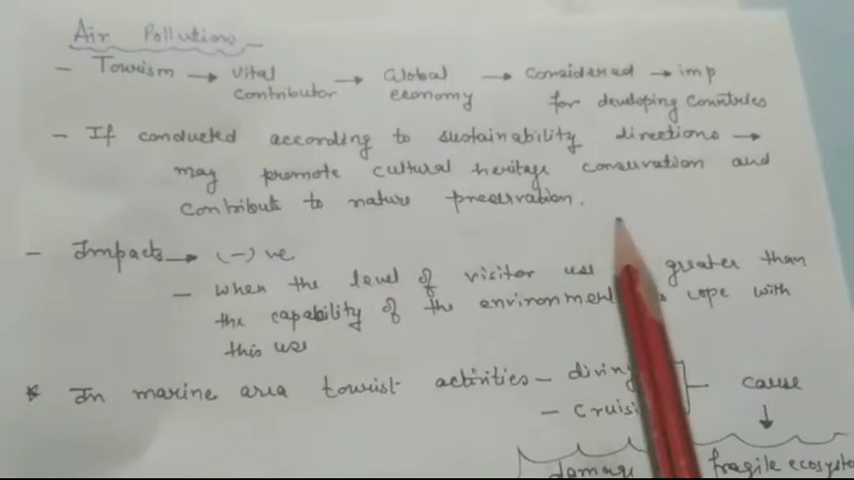 Air Pollution
- Tourism → vital contributor → Global economy → considered → imp for developing countries
- If conducted according to sustainability directions →
may promote cultural heritage conservation and
contribute to nature preservation.
- Impacts → (-) ve
- when the level of visitor use greater than
the capability of the environment cope with
this use
* In marine area tourist activities - diving cause
- Cruisi ↓
damage fragile ecosyst